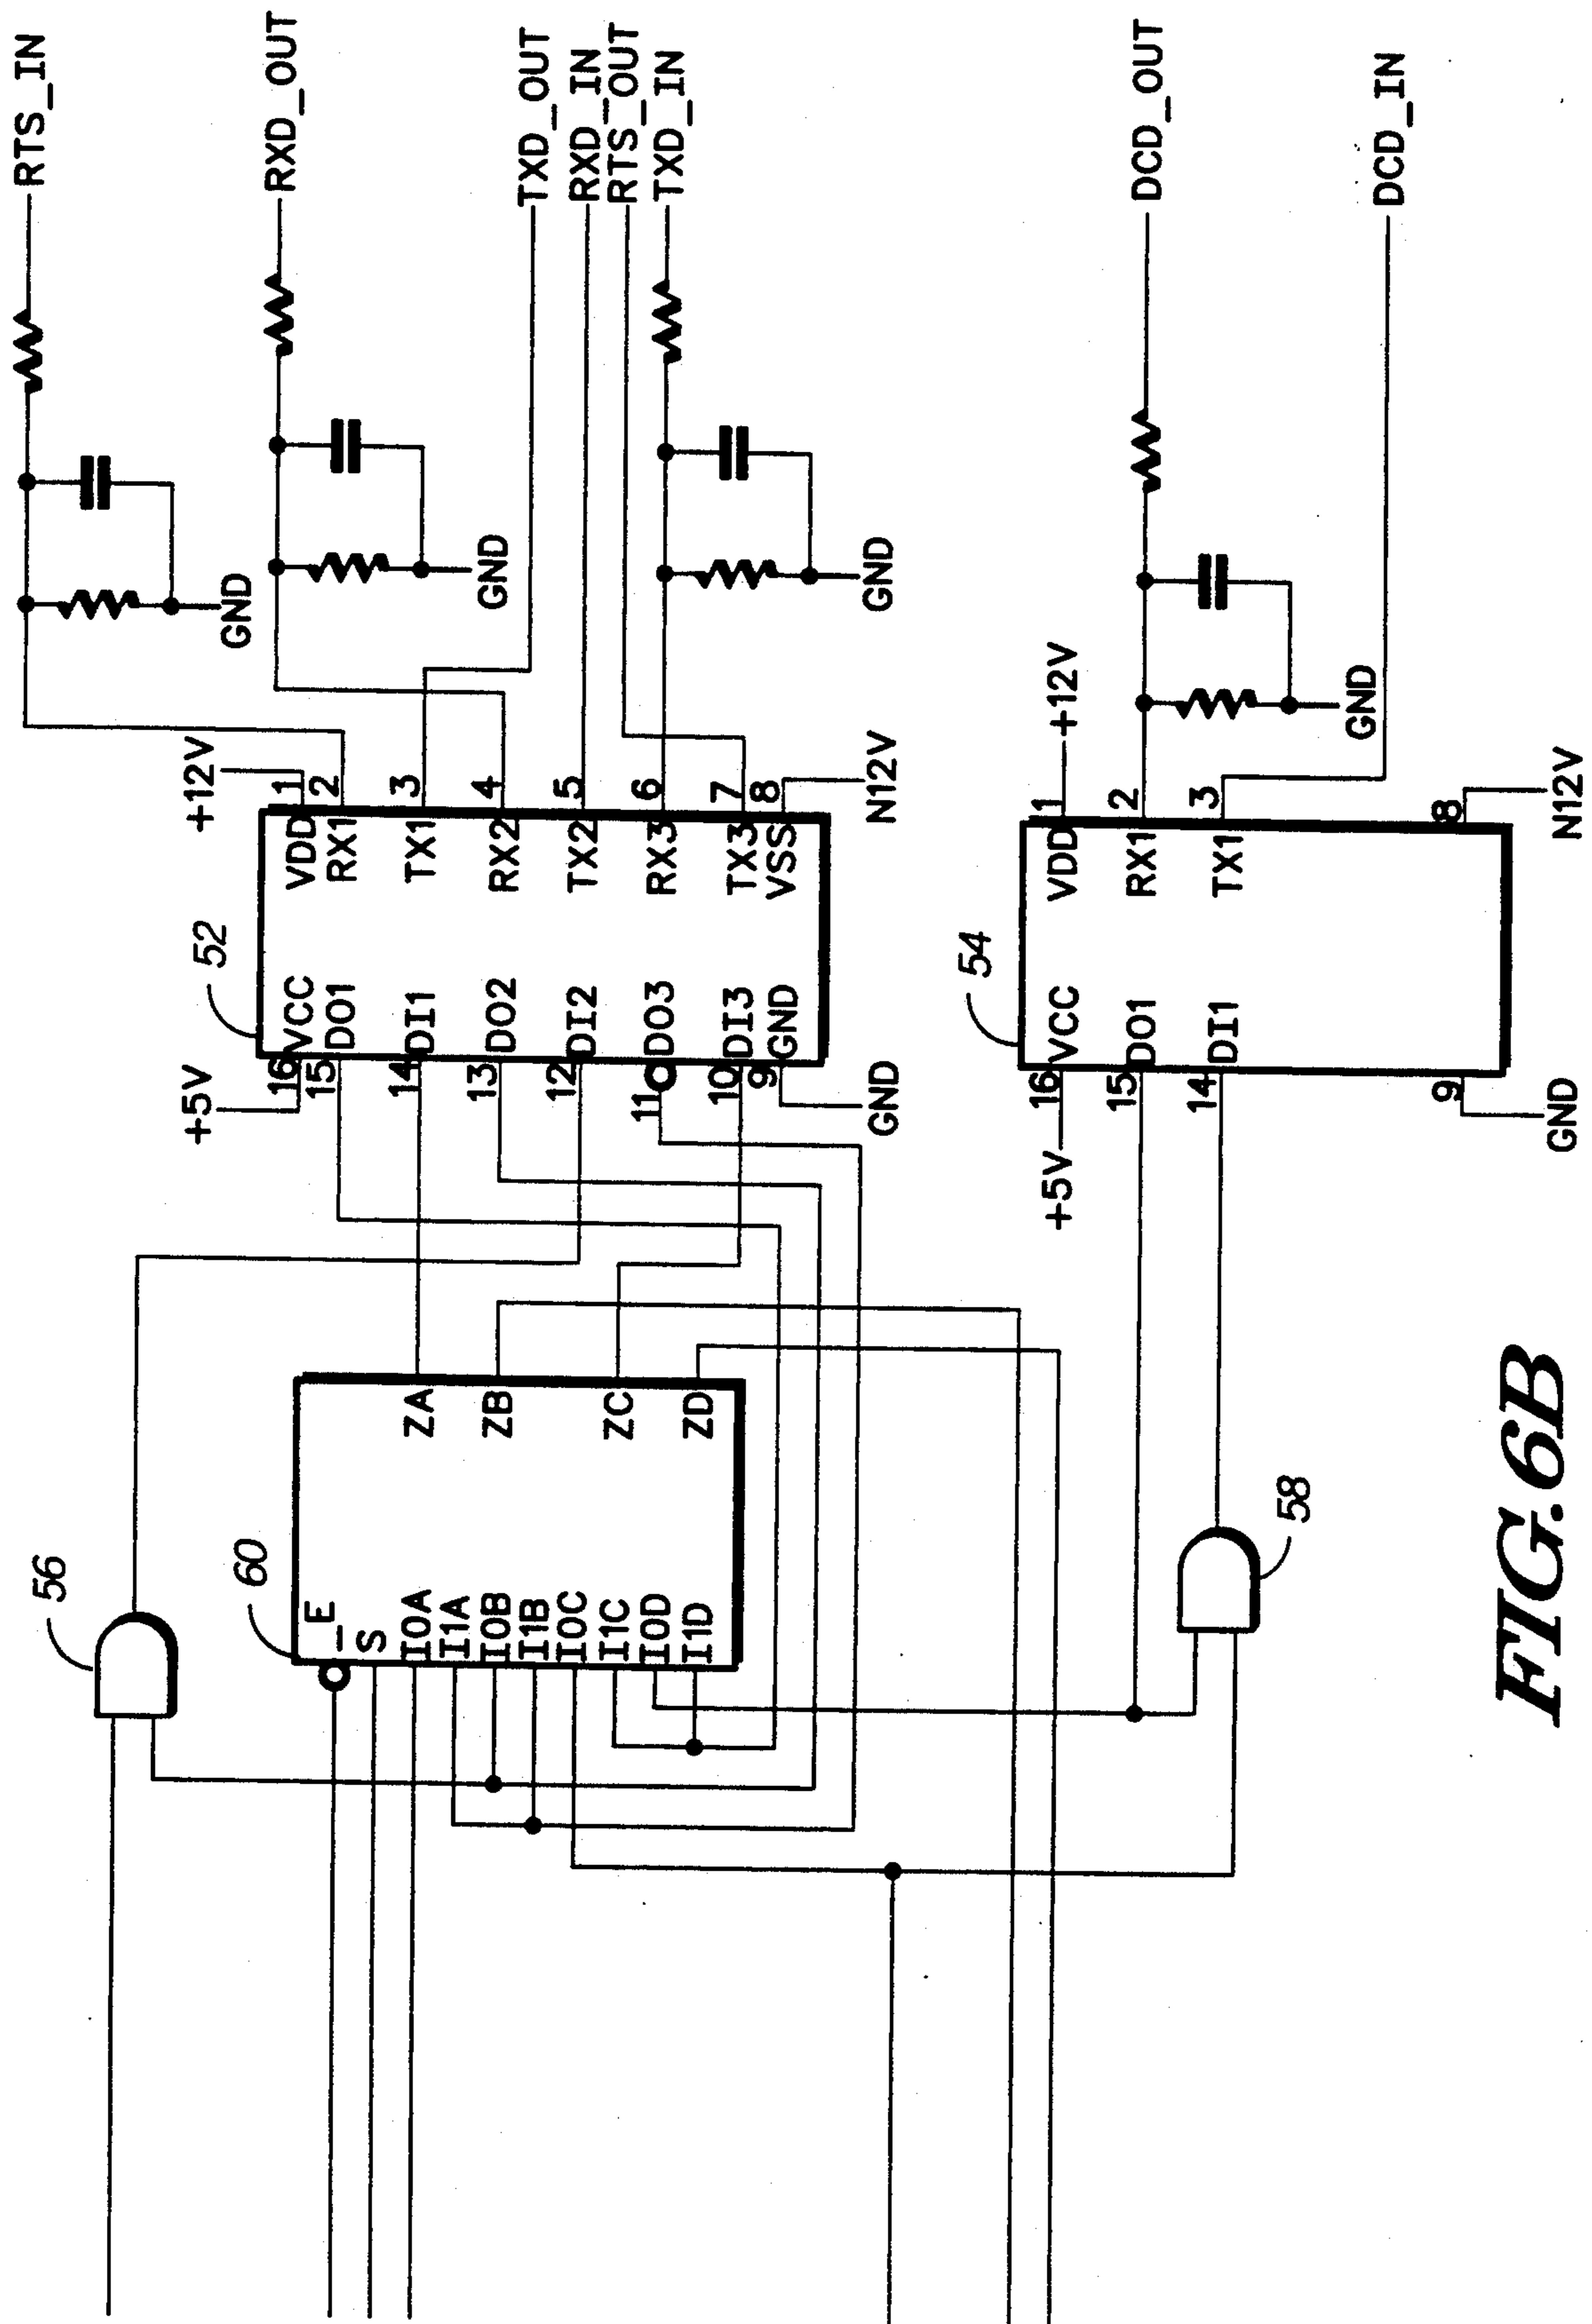 RTS_IN
RXD_OUT
TXD_OUT
RXD_IN
RTS_OUT
TXD_IN
DCD_OUT
DCD_IN
GND
GND
GND
GND
+12V
1
2
3
4
5
6
7
8
N12V
VDD
RX1
TX1
RX2
TX2
RX3
TX3
VSS
52
VCC
DO1
DI1
DO2
DI2
DO3
DI3
GND
+5V
16
15
14
13
12
11
10
9
GND
+12V
1
2
3
8
N12V
VDD
RX1
TX1
54
VCC
DO1
DI1
+5V
16
15
14
9
GND
ZA
ZB
ZC
ZD
60
_E
S
I0A
I1A
I0B
I1B
I0C
I1C
I0D
I1D
56
58
FIG.6B